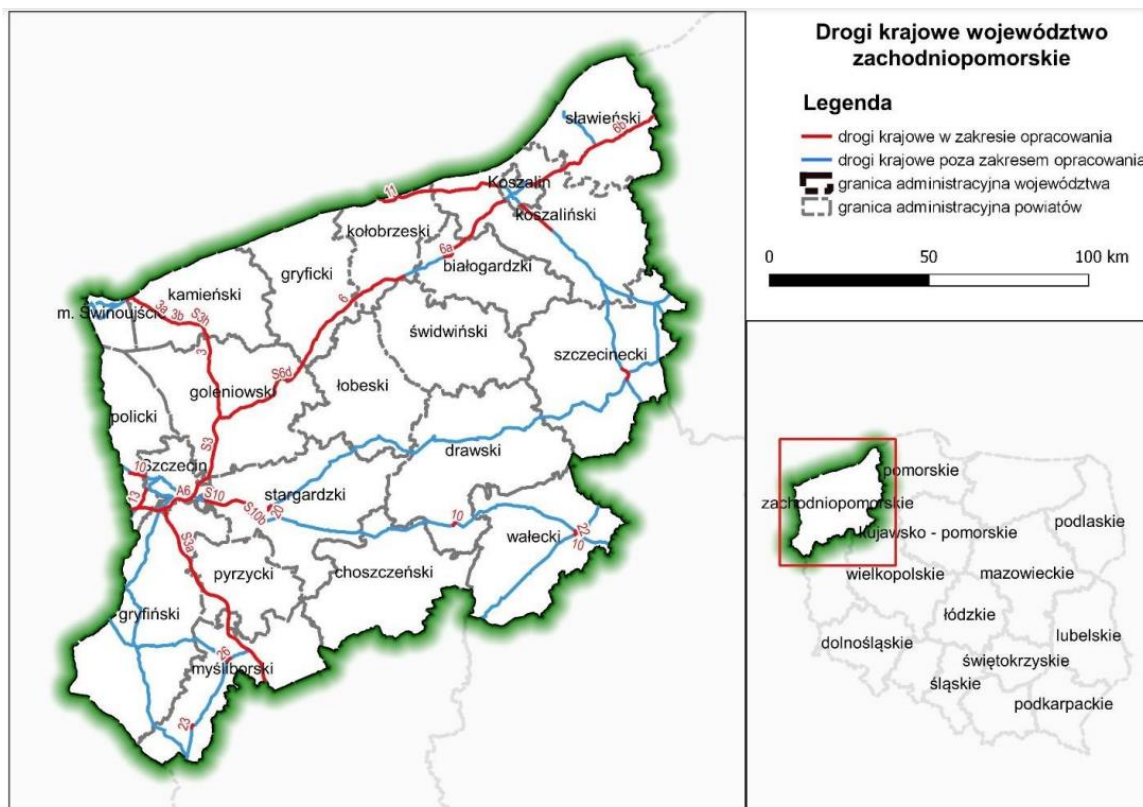 Drogi krajowe województwo
zachodniopomorskie
Legenda
drogi krajowe w zakresie opracowania
drogi krajowe poza zakresem opracowania
granica administracyjna województwa
granica administracyjna powiatów
0 50 100 km
sławieński
6b
Koszalin
11
koszaliński
kołobrzeski
6a
gryficki
białogardzki
kamieński
6
m. Świnoujście
3a 3b S3h
świdwiński
3
szczecinecki
S6d
goleniowski
łobeski
policki
S3
drawski
Szczecin
10
A6
S10
13
S10b
stargardzki
20
10
22
wałecki
10
S3a
pyrzycki
choszczeński
gryfiński
26
myśliborski
23
pomorskie
zachodniopomorskie
podlaskie
kujawsko - pomorskie
wielkopolskie
mazowieckie
łódzkie
lubelskie
dolnośląskie
świętokrzyskie
śląskie
podkarpackie